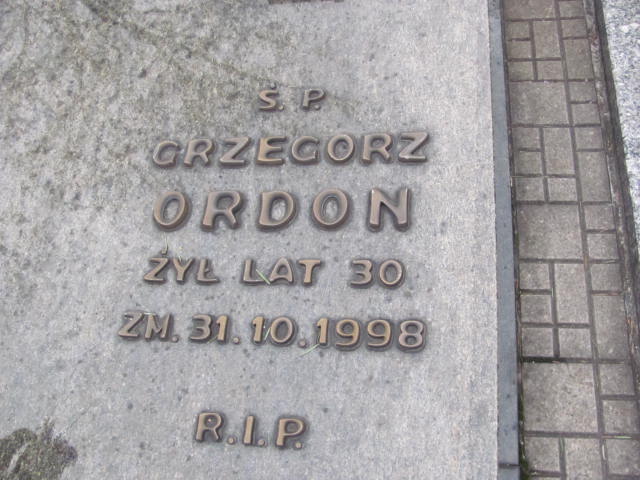 Ś. P.
GRZEGORZ
ORDON
ŻYŁ LAT 30
ZM. 31.10.1998
R.I.P.